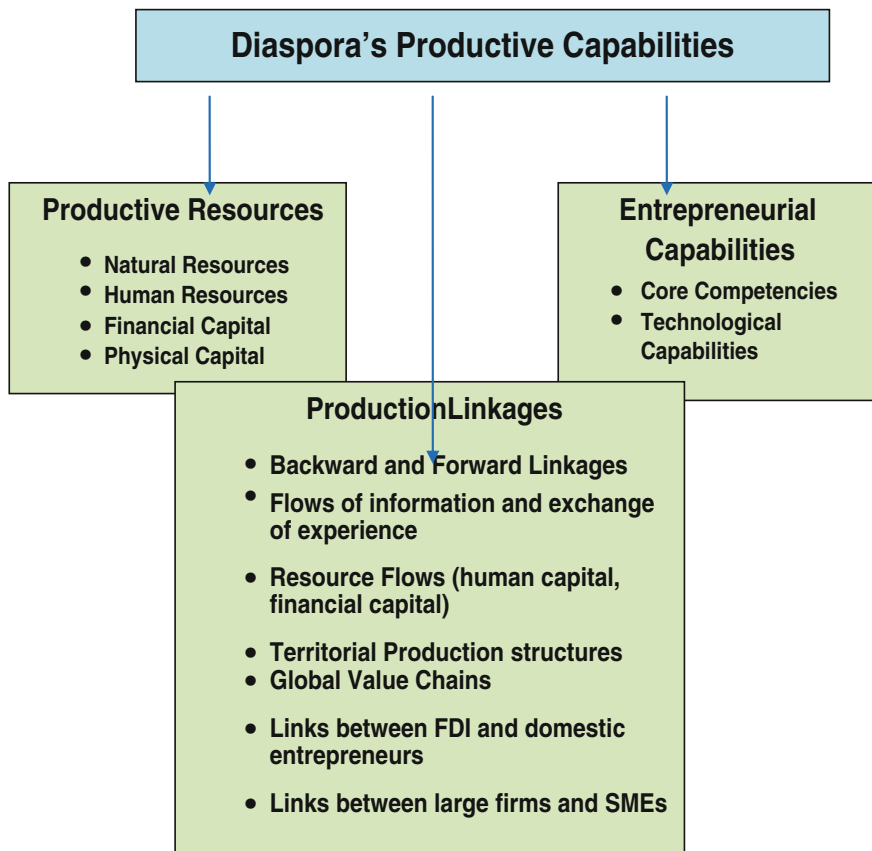 Diaspora's Productive Capabilities
Productive Resources
• Natural Resources
• Human Resources
• Financial Capital
• Physical Capital
Entrepreneurial
Capabilities
• Core Competencies
• Technological
Capabilities
ProductionLinkages
• Backward and Forward Linkages
• Flows of information and exchange
of experience
• Resource Flows (human capital,
financial capital)
• Territorial Production structures
• Global Value Chains
• Links between FDI and domestic
entrepreneurs
• Links between large firms and SMEs